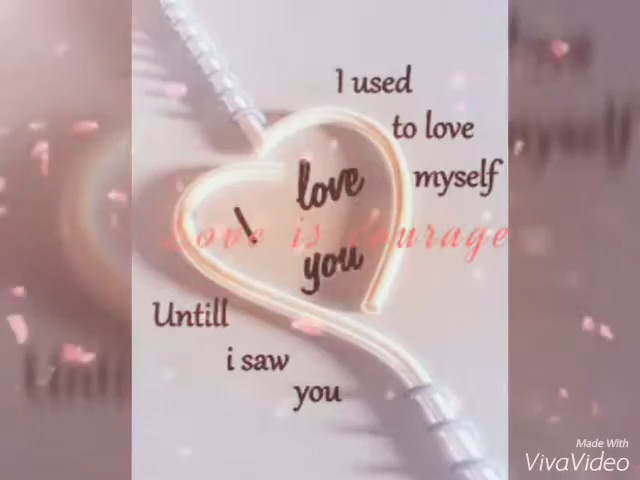 I used
to love
myself
love
I
you
Love is courage
Untill
i saw
you
Made With
VivaVideo